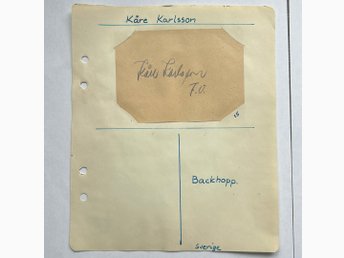 Kåre Karlsson
Kåre Karlsson
F.U.
Backhopp.
Sverige